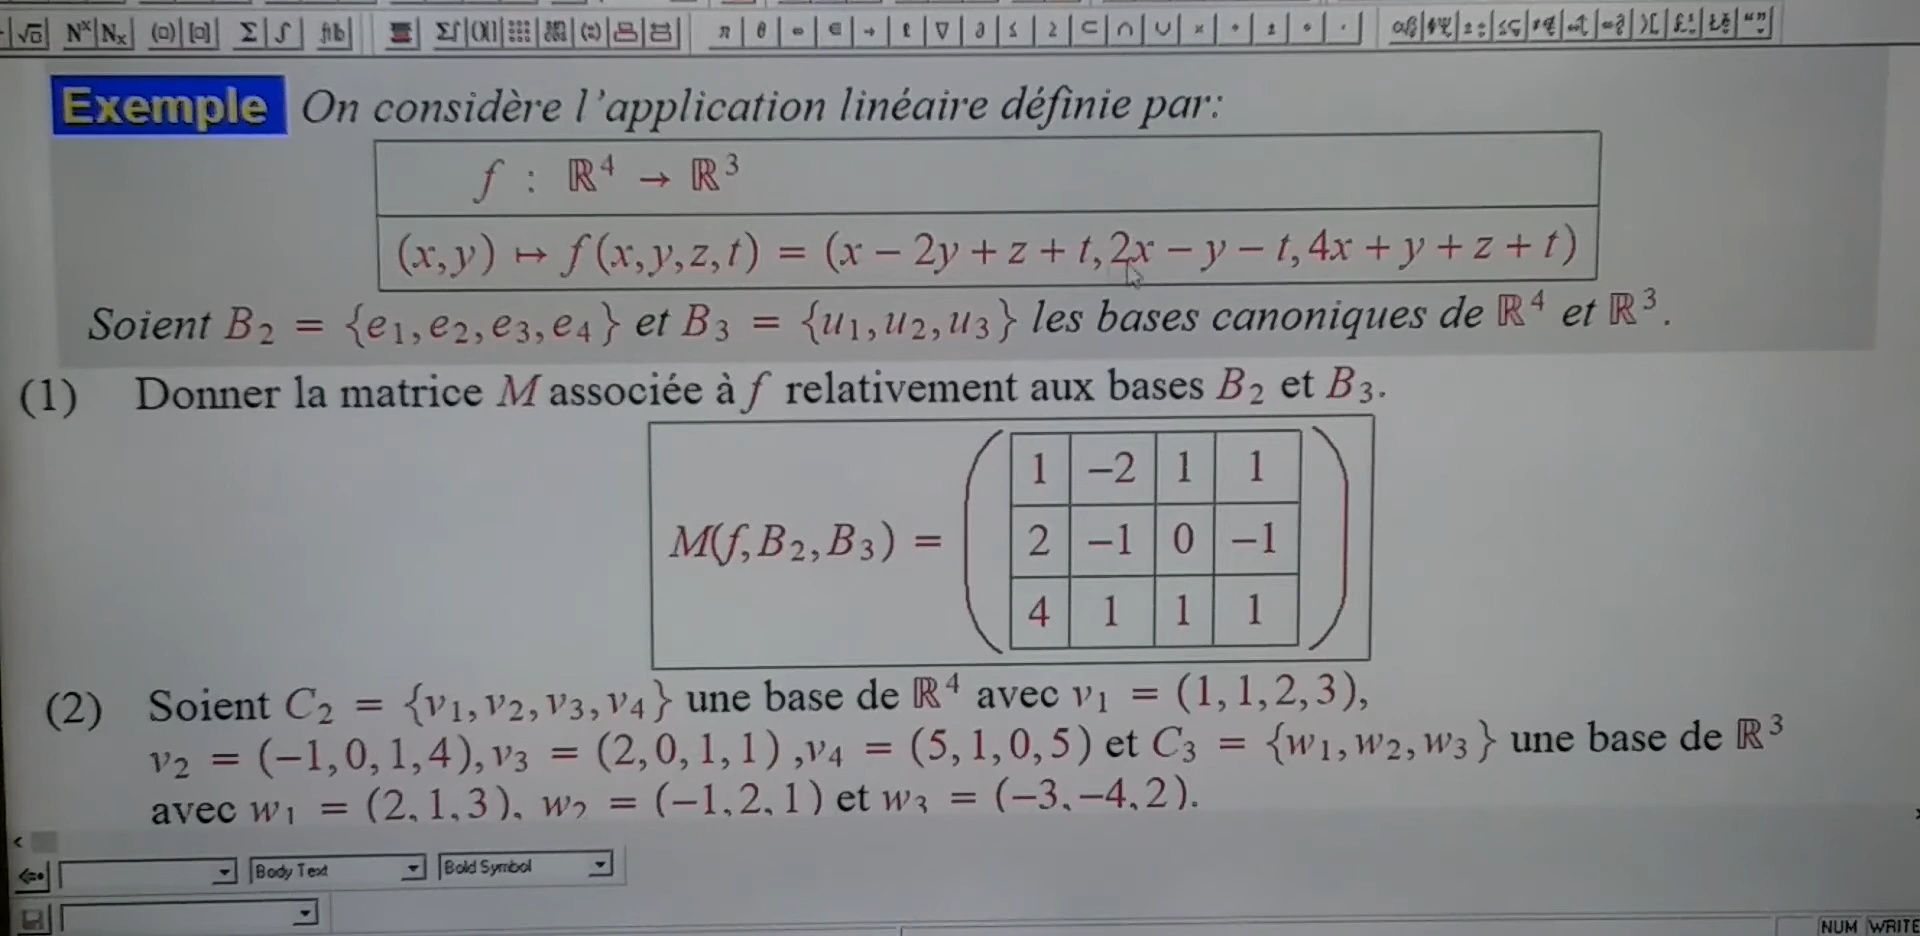 Exemple On considère l'application linéaire définie par:
f : ℝ⁴ → ℝ³
(x,y) ↦ f(x,y,z,t) = (x − 2y + z + t, 2x − y − t, 4x + y + z + t)
Soient B₂ = {e₁,e₂,e₃,e₄} et B₃ = {u₁,u₂,u₃} les bases canoniques de ℝ⁴ et ℝ³.
(1) Donner la matrice M associée à f relativement aux bases B₂ et B₃.
1 −2 1 1
M(f,B₂,B₃) = 2 −1 0 −1
4 1 1 1
(2) Soient C₂ = {v₁,v₂,v₃,v₄} une base de ℝ⁴ avec v₁ = (1,1,2,3),
v₂ = (−1,0,1,4), v₃ = (2,0,1,1) ,v₄ = (5,1,0,5) et C₃ = {w₁,w₂,w₃} une base de ℝ³
avec w₁ = (2,1,3), w₂ = (−1,2,1) et w₃ = (−3,−4,2).
Body Text Bold Symbol
NUM WRITE